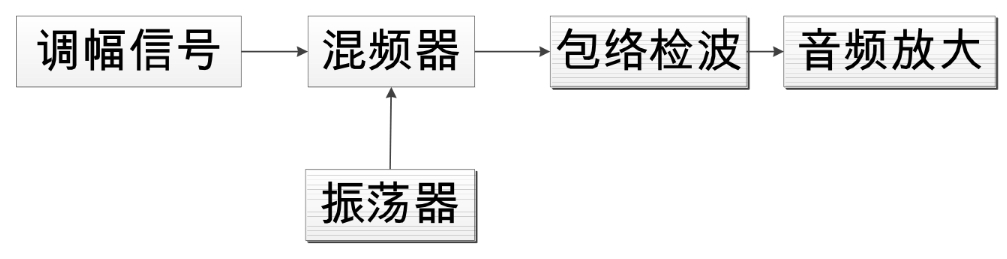 调幅信号
混频器
包络检波
音频放大
振荡器